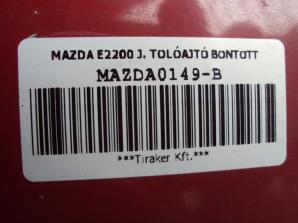 MAZDA E2200 J. TOLÓAJTÓ BONTOTT
MAZDA0149-B
***Tiraker Kft.***